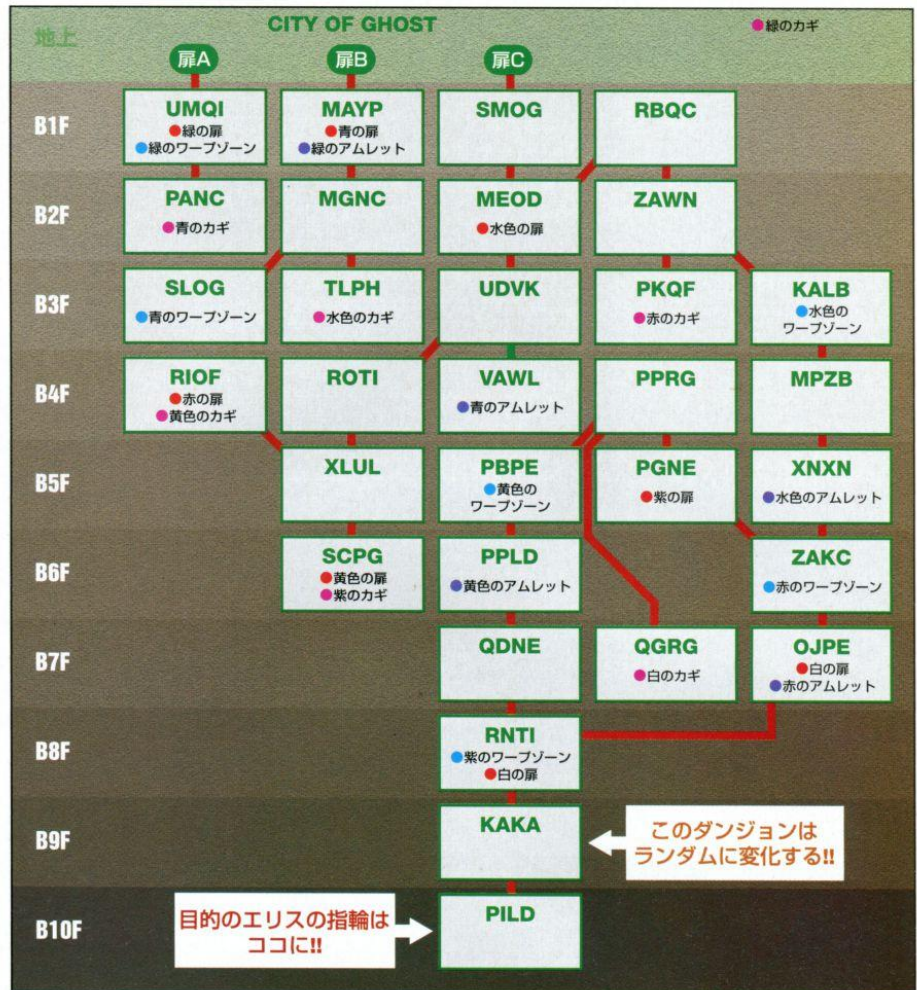 地上
CITY OF GHOST
●緑のカギ
扉A
扉B
扉C
B1F
UMQI
●緑の扉
●緑のワープゾーン
MAYP
●青の扉
●緑のアムレット
SMOG
RBQC
B2F
PANC
●青のカギ
MGNC
MEOD
●水色の扉
ZAWN
B3F
SLOG
●青のワープゾーン
TLPH
●水色のカギ
UDVK
PKQF
●赤のカギ
KALB
●水色の
ワープゾーン
B4F
RIOF
●赤の扉
●黄色のカギ
ROTI
VAWL
●青のアムレット
PPRG
MPZB
B5F
XLUL
PBPE
●黄色の
ワープゾーン
PGNE
●紫の扉
XNXN
●水色のアムレット
B6F
SCPG
●黄色の扉
●紫のカギ
PPLD
●黄色のアムレット
ZAKC
●赤のワープゾーン
B7F
QDNE
QGRG
●白のカギ
OJPE
●白の扉
●赤のアムレット
B8F
RNTI
●紫のワープゾーン
●白の扉
B9F
KAKA
このダンジョンは
ランダムに変化する!!
B10F
目的のエリスの指輪は
ココに!!
PILD